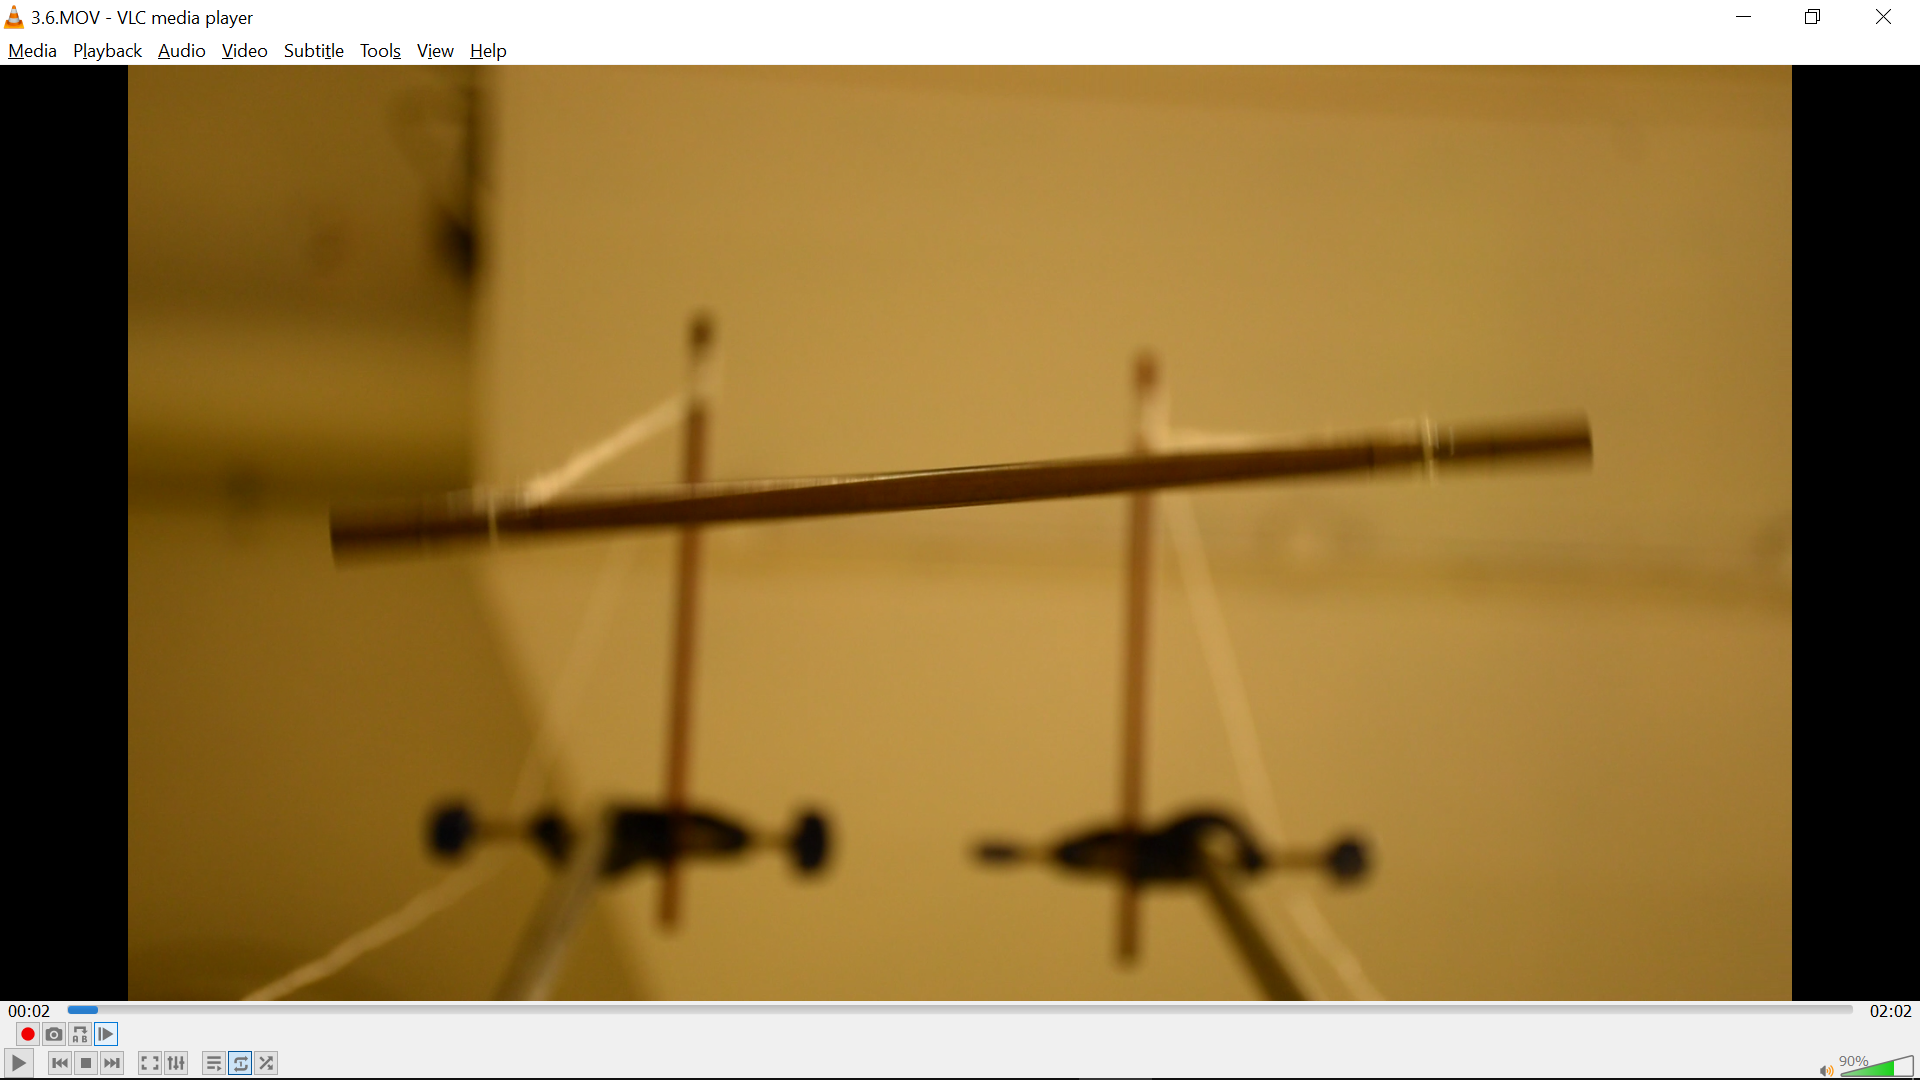 3.6.MOV - VLC media player
Media Playback Audio Video Subtitle Tools View Help
00:02
02:02
A B
90%